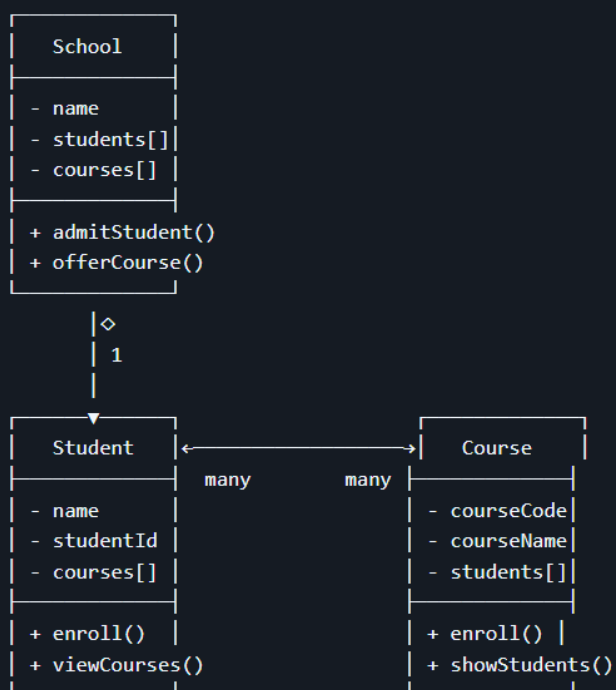 School
- name
- students[]
- courses[]
+ admitStudent()
+ offerCourse()
1
Student Course
many many
- name - courseCode
- studentId - courseName
- courses[] - students[]
+ enroll() + enroll()
+ viewCourses() + showStudents()